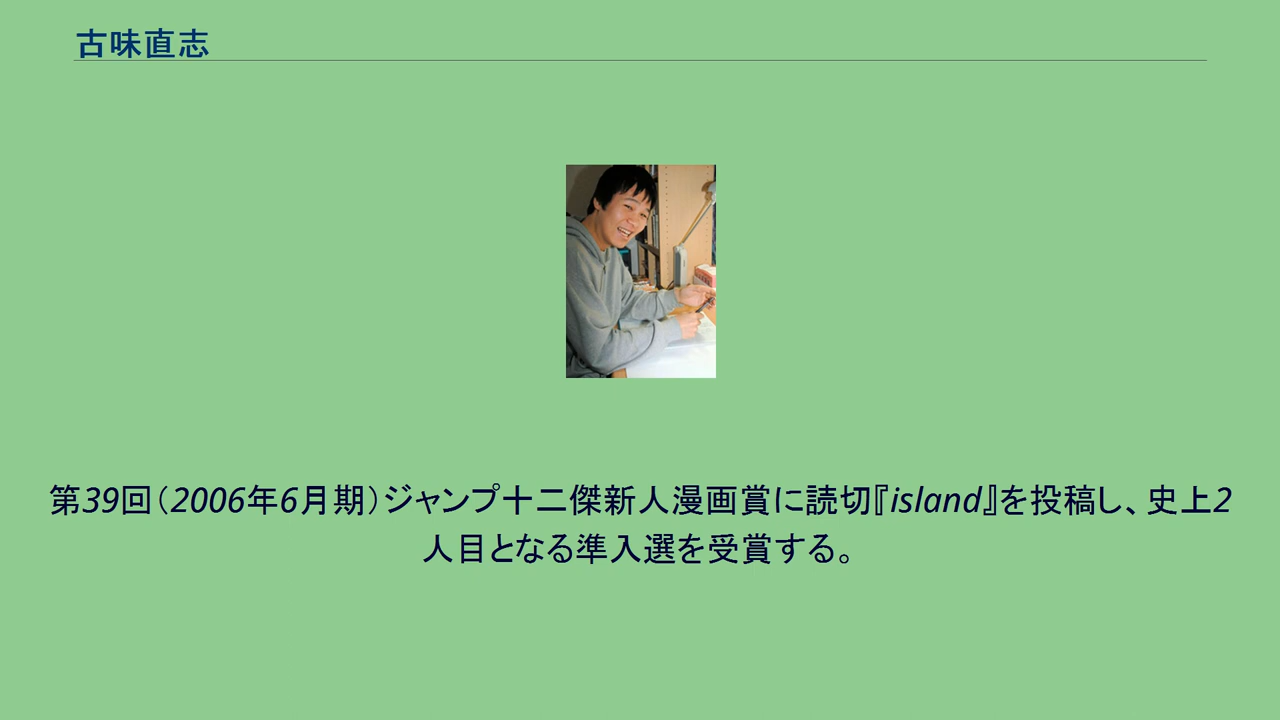 古味直志
第39回（2006年6月期）ジャンプ十二傑新人漫画賞に読切『island』を投稿し、史上2
人目となる準入選を受賞する。